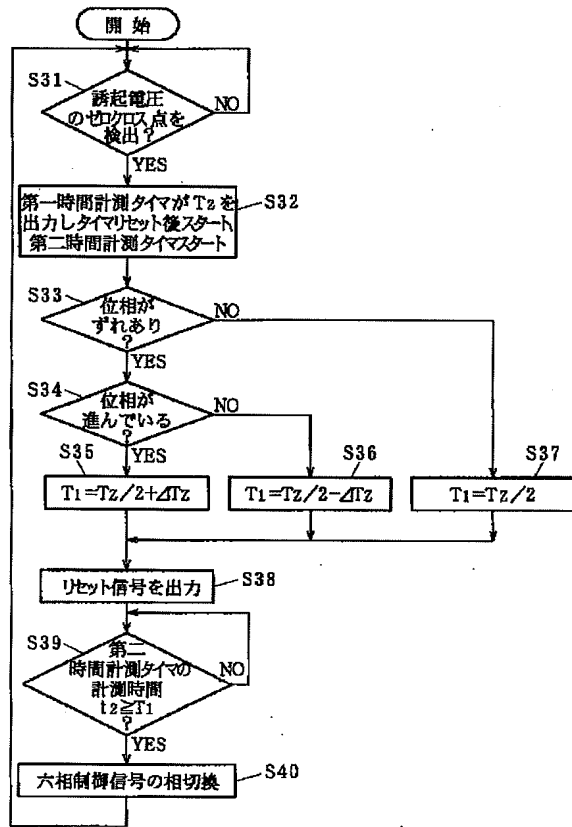 開始
S31
誘起電圧
のゼロクロス点を
検出?
NO
YES
第一時間計測タイマがTzを
出力しタイマリセット後スタート、
第二時間計測タイマスタート
S32
S33
位相が
ずれあり
?
NO
YES
S34
位相が
進んでいる
?
NO
YES
S35
T1=Tz/2+ΔTz
S36
T1=Tz/2-ΔTz
S37
T1=Tz/2
リセット信号を出力
S38
S39
第二
時間計測タイマの
計測時間
t2≧T1
?
NO
YES
六相制御信号の相切換
S40